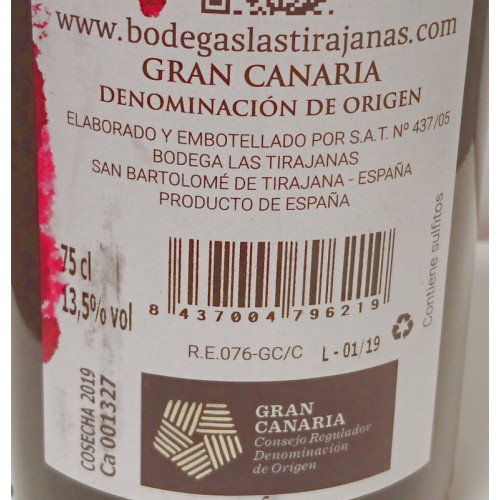 www.bodegaslastirajanas.com
GRAN CANARIA
DENOMINACIÓN DE ORIGEN
ELABORADO Y EMBOTELLADO POR S.A.T. Nº 437/05
BODEGA LAS TIRAJANAS
SAN BARTOLOMÉ DE TIRAJANA - ESPAÑA
PRODUCTO DE ESPAÑA
75 cl
13,5% vol
8 437004 796219
Contiene sulfitos
R.E.076-GC/C
L - 01/19
COSECHA 2019
Ca 001327
GRAN
CANARIA
Consejo Regulador
Denominación
de Origen